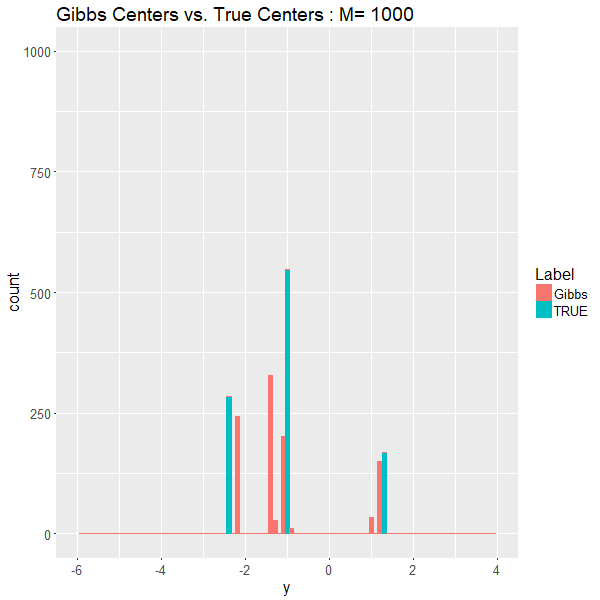 Gibbs Centers vs. True Centers : M= 1000
1000
750
500
250
0
count
-6 -4 -2 0 2 4
y
Label
Gibbs
TRUE